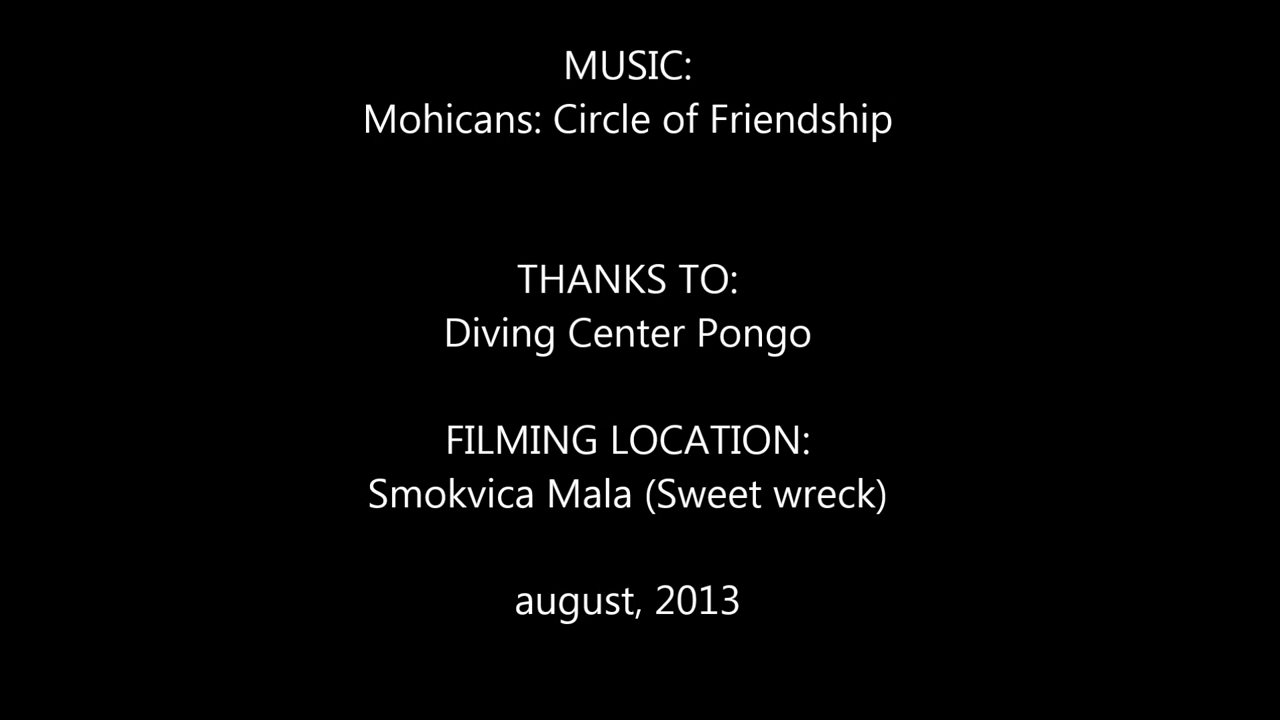 MUSIC:
Mohicans: Circle of Friendship
THANKS TO:
Diving Center Pongo
FILMING LOCATION:
Smokvica Mala (Sweet wreck)
august, 2013